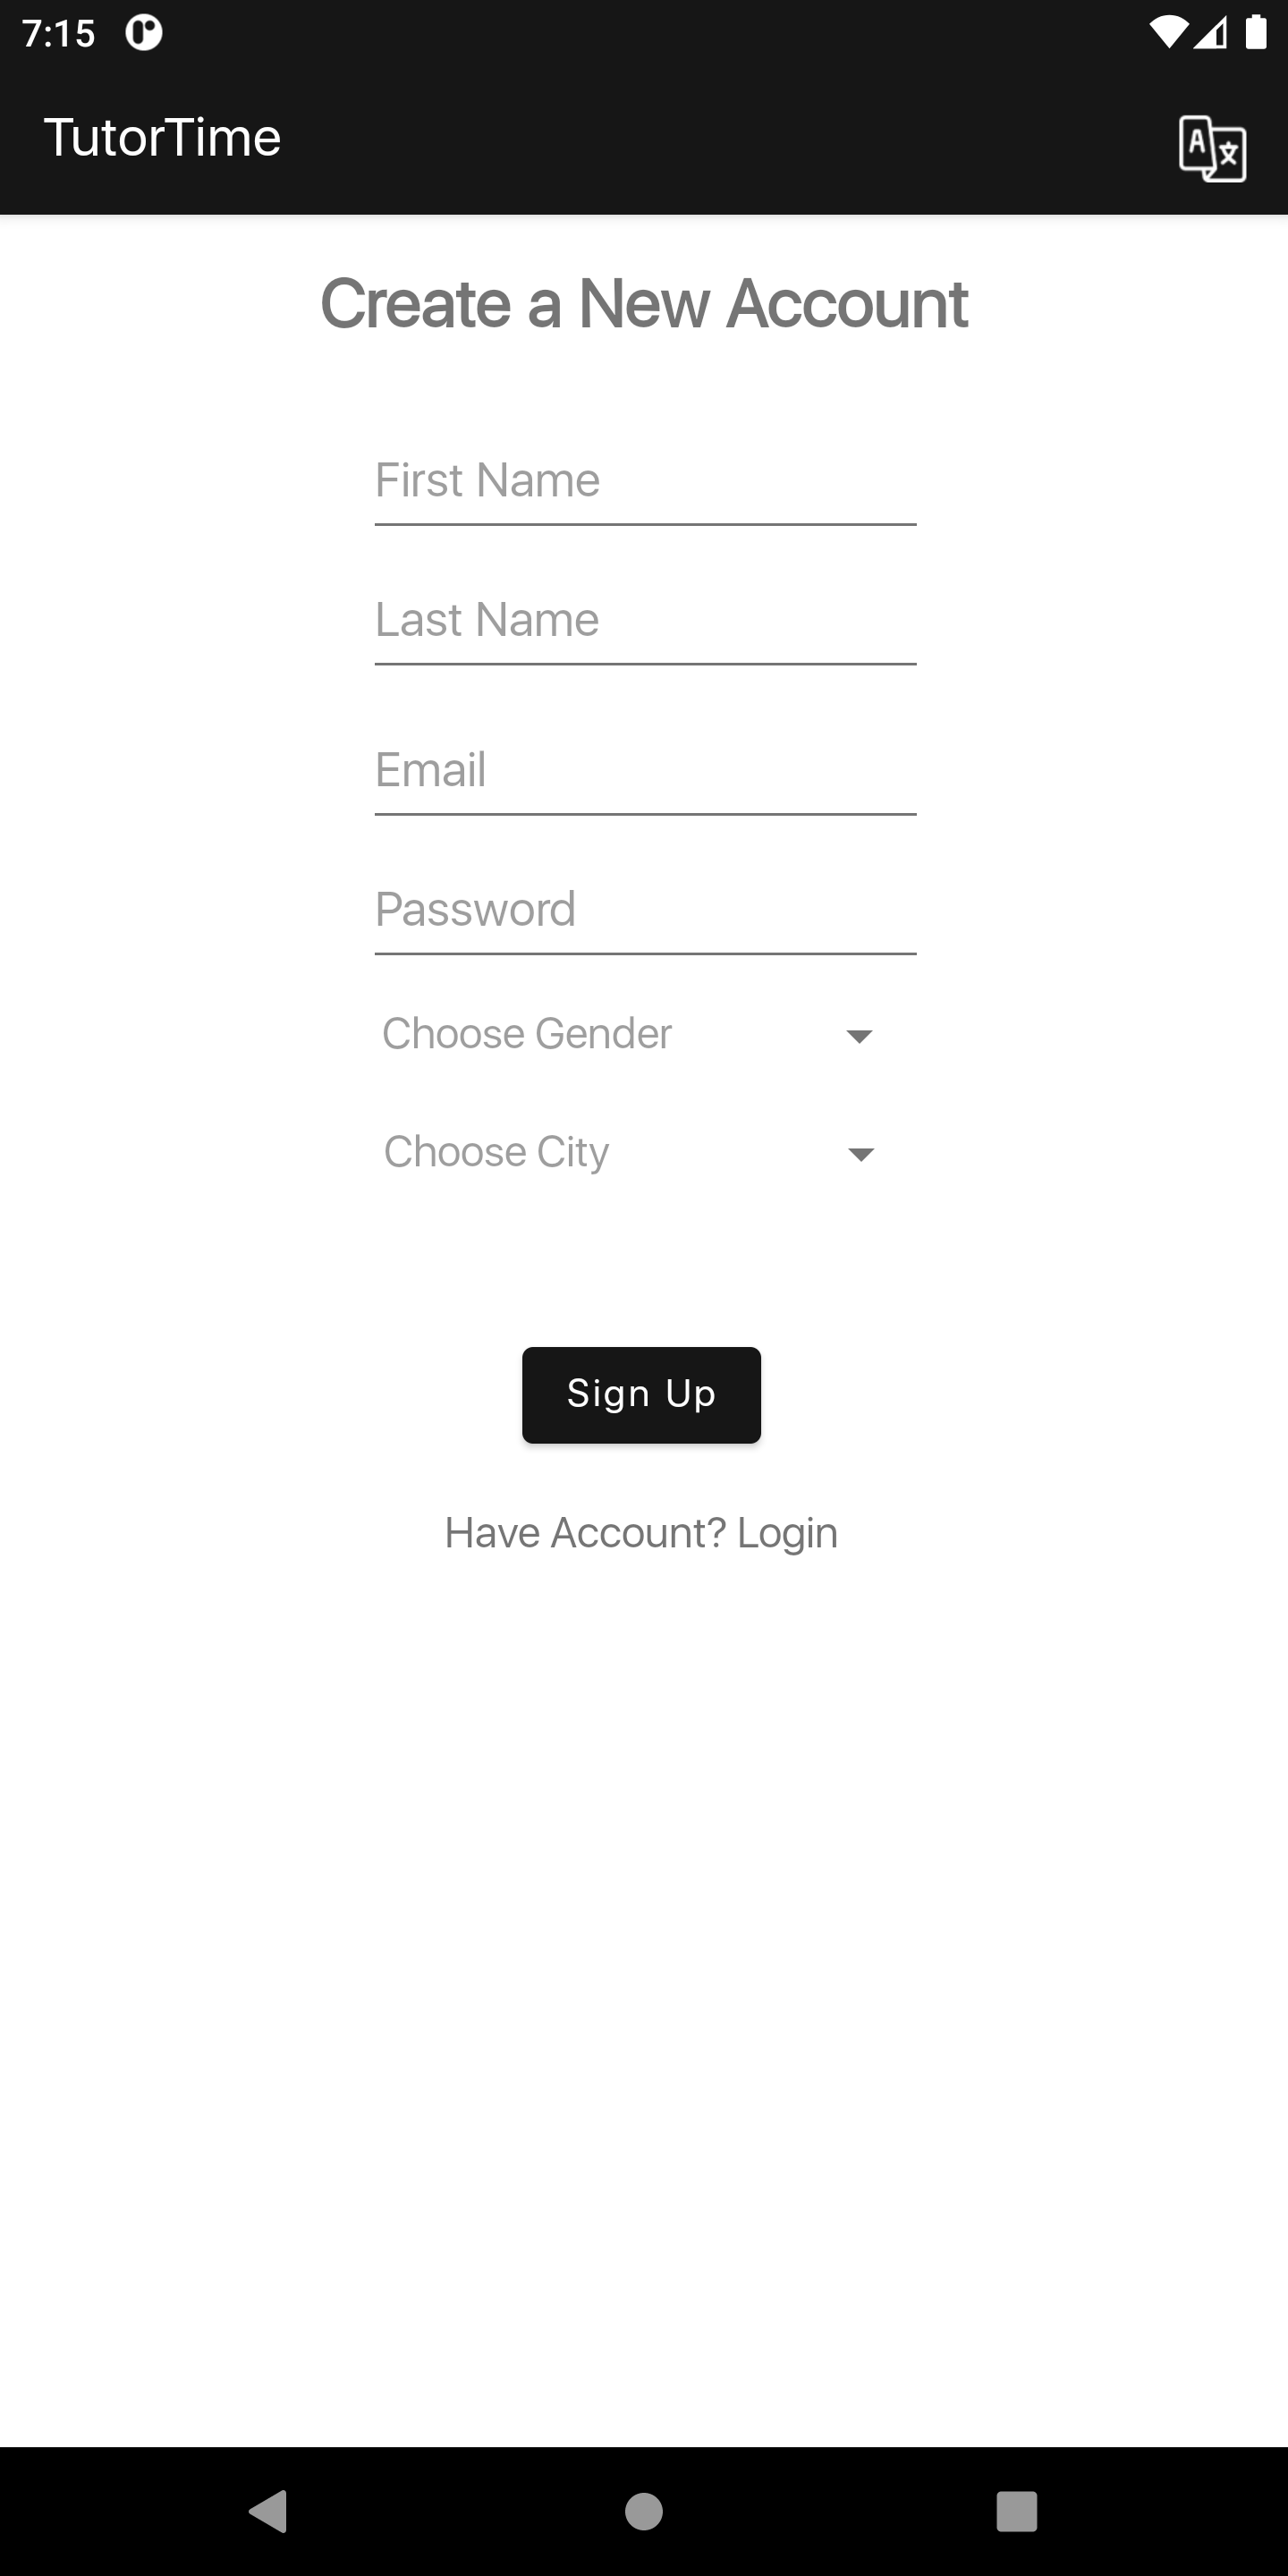 7:15
TutorTime
Create a New Account
First Name
Last Name
Email
Password
Choose Gender
Choose City
Sign Up
Have Account? Login